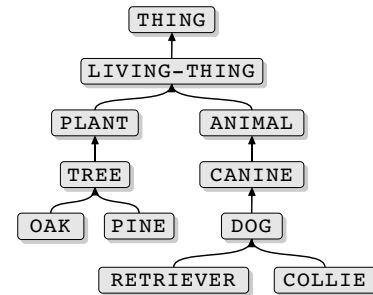 THING
LIVING-THING
PLANT ANIMAL
TREE CANINE
OAK PINE DOG
RETRIEVER COLLIE